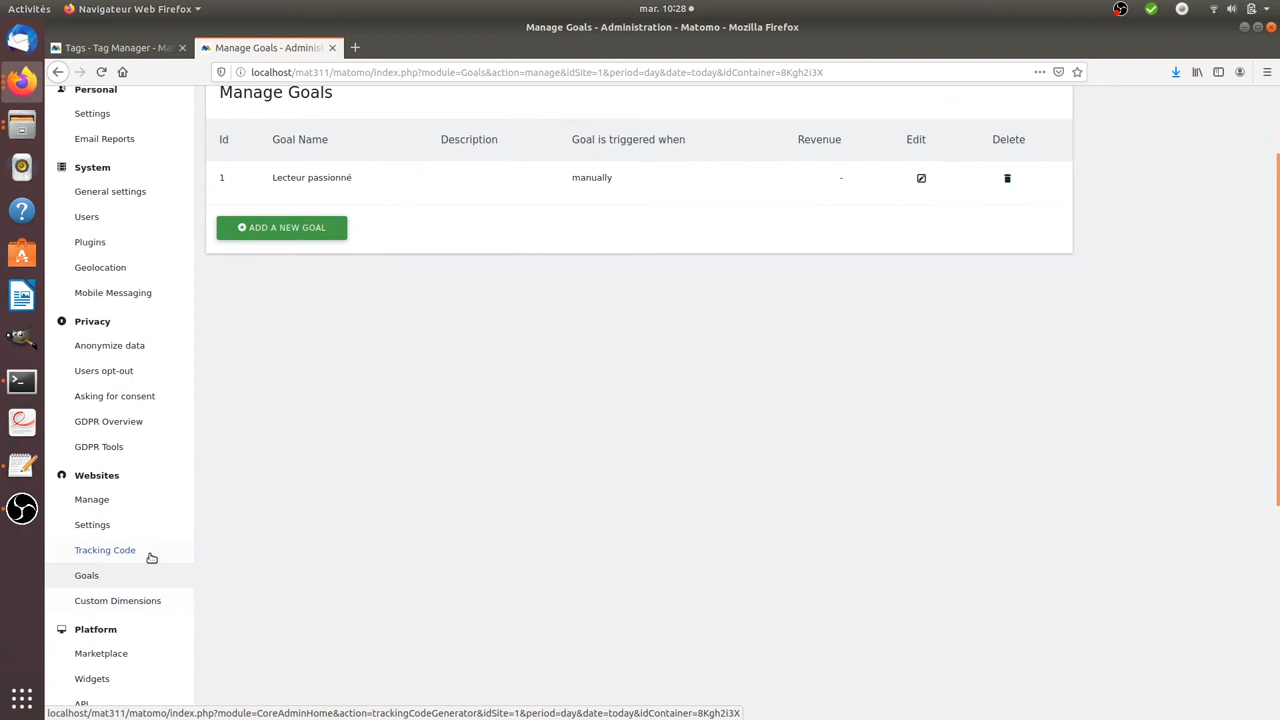 Activités
Navigateur Web Firefox
mar. 10:28
Manage Goals - Administration - Matomo - Mozilla Firefox
Tags - Tag Manager - Ma
Manage Goals - Adminis
localhost/mat311/matomo/index.php?module=Goals&action=manage&idSite=1&period=day&date=today&idContainer=8Kgh2i3X
Personal
Settings
Email Reports
System
General settings
Users
Plugins
Geolocation
Mobile Messaging
Privacy
Anonymize data
Users opt-out
Asking for consent
GDPR Overview
GDPR Tools
Websites
Manage
Settings
Tracking Code
Goals
Custom Dimensions
Platform
Marketplace
Widgets
API
Manage Goals
Id Goal Name Description Goal is triggered when Revenue Edit Delete
1 Lecteur passionné manually -
ADD A NEW GOAL
localhost/mat311/matomo/index.php?module=CoreAdminHome&action=trackingCodeGenerator&idSite=1&period=day&date=today&idContainer=8Kgh2i3X